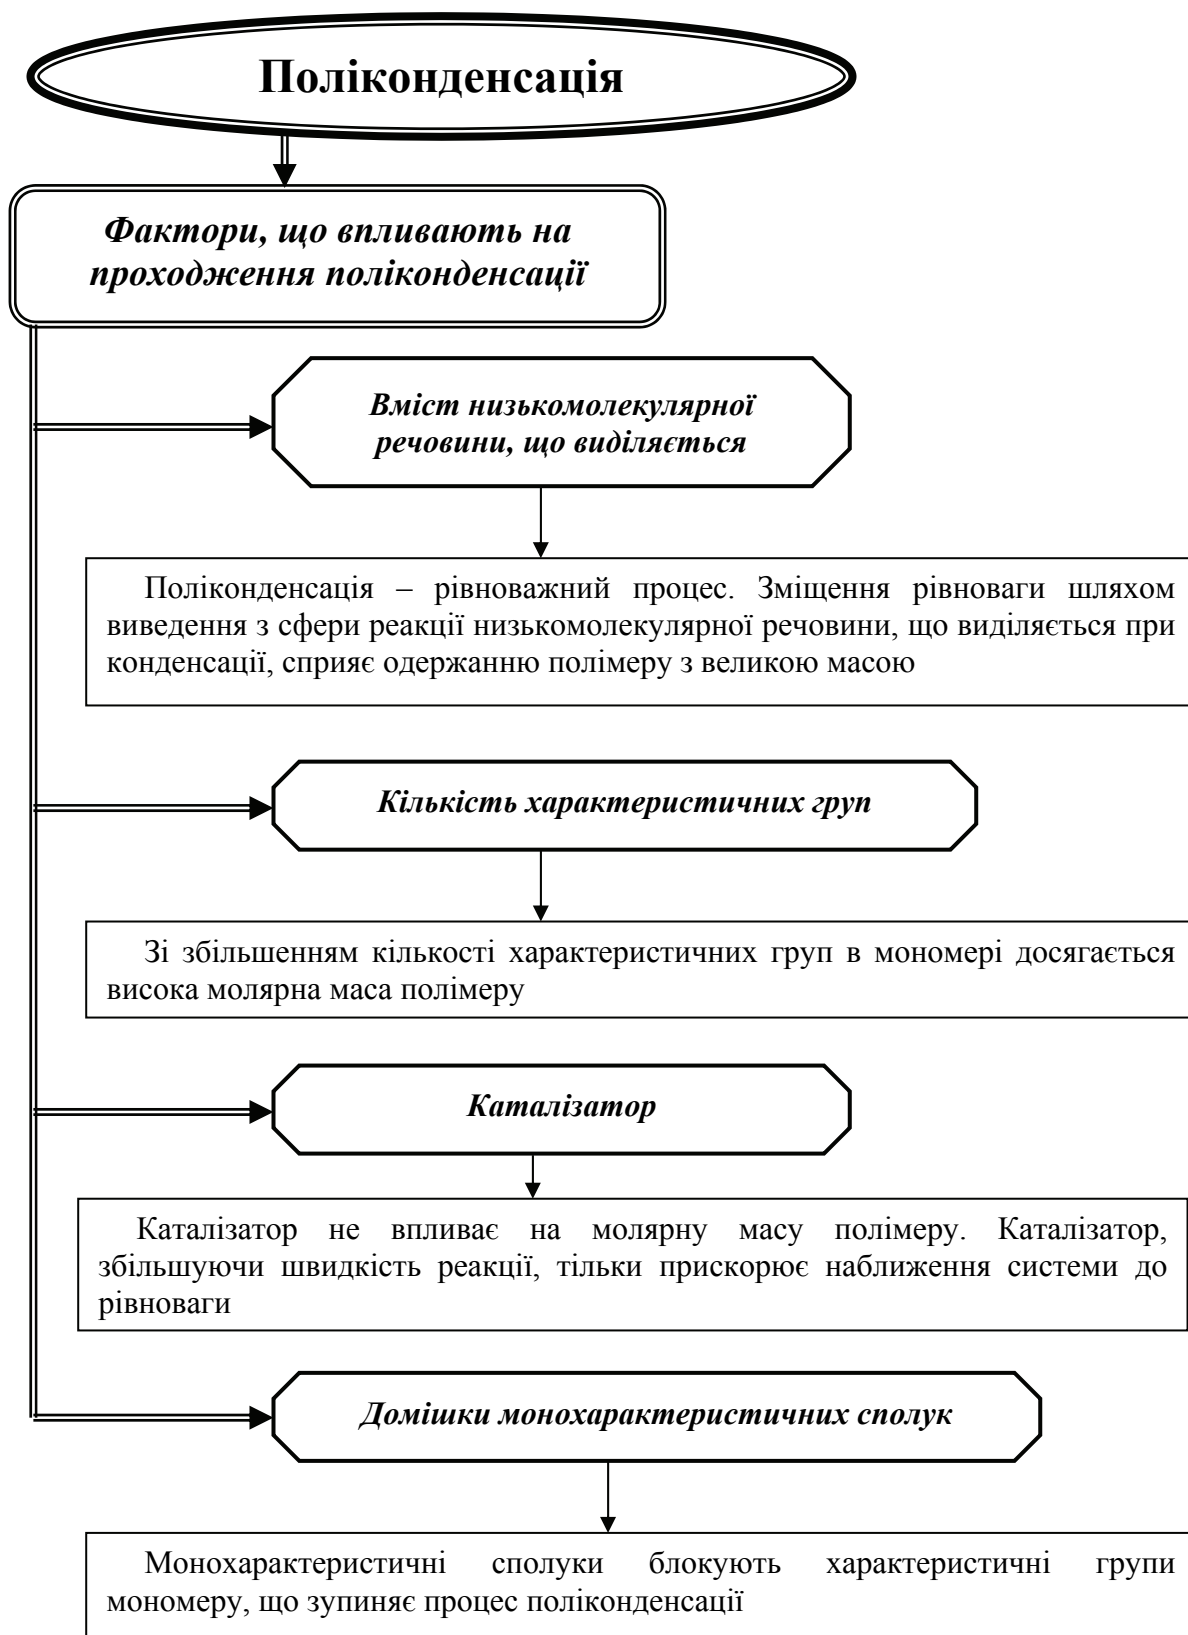 Поліконденсація
Фактори, що впливають на
проходження поліконденсації
Вміст низькомолекулярної
речовини, що виділяється
Поліконденсація – рівноважний процес. Зміщення рівноваги шляхом
виведення з сфери реакції низькомолекулярної речовини, що виділяється при
конденсації, сприяє одержанню полімеру з великою масою
Кількість характеристичних груп
Зі збільшенням кількості характеристичних груп в мономері досягається
висока молярна маса полімеру
Каталізатор
Каталізатор не впливає на молярну масу полімеру. Каталізатор,
збільшуючи швидкість реакції, тільки прискорює наближення системи до
рівноваги
Домішки монохарактеристичних сполук
Монохарактеристичні сполуки блокують характеристичні групи
мономеру, що зупиняє процес поліконденсації